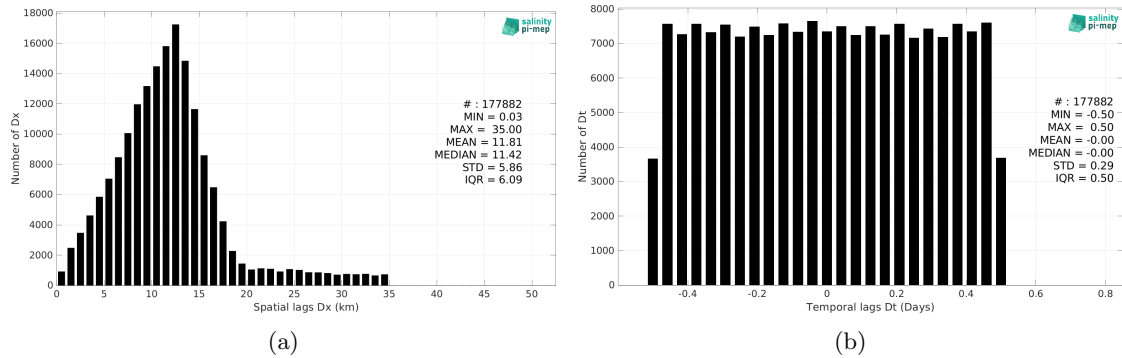 18000
16000
14000
12000
10000
8000
6000
4000
2000
0
Number of Dx
0 5 10 15 20 25 30 35 40 45 50
Spatial lags Dx (km)
salinity
pi-mep
# : 177882
MIN = 0.03
MAX = 35.00
MEAN = 11.81
MEDIAN = 11.42
STD = 5.86
IQR = 6.09
(a)
8000
7000
6000
5000
4000
3000
2000
1000
0
Number of Dt
-0.4 -0.2 0 0.2 0.4 0.6 0.8
Temporal lags Dt (Days)
salinity
pi-mep
# : 177882
MIN = -0.50
MAX = 0.50
MEAN = -0.00
MEDIAN = -0.00
STD = 0.29
IQR = 0.50
(b)